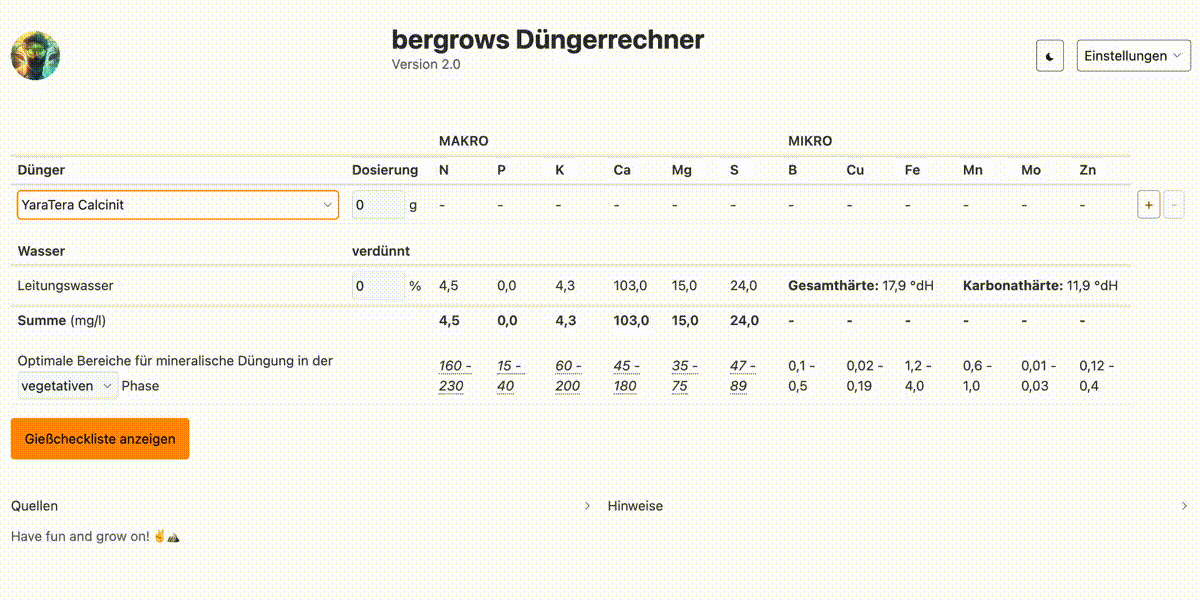 bergrows Düngerrechner
Version 2.0
Einstellungen
MAKRO MIKRO
Dünger Dosierung N P K Ca Mg S B Cu Fe Mn Mo Zn
YaraTera Calcinit 0 g - - - - - - - - - - - - + -
Wasser verdünnt
Leitungswasser 0 % 4,5 0,0 4,3 103,0 15,0 24,0 Gesamthärte: 17,9 °dH Karbonathärte: 11,9 °dH
Summe (mg/l) 4,5 0,0 4,3 103,0 15,0 24,0 - - - - - -
Optimale Bereiche für mineralische Düngung in der
vegetativen Phase
160 - 15 - 60 - 45 - 35 - 47 - 0,1 - 0,02 - 1,2 - 0,6 - 0,01 - 0,12 -
230 40 200 180 75 89 0,5 0,19 4,0 1,0 0,03 0,4
Gießcheckliste anzeigen
Quellen Hinweise
Have fun and grow on! ✌️⛰️